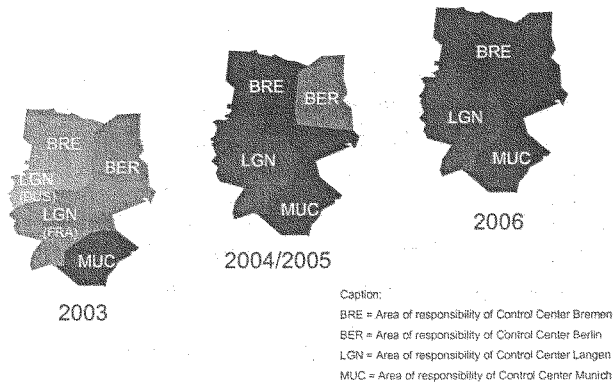 BRE
BER
LGN
(DUS)
LGN
(FRA)
MUC
2003
BRE
BER
LGN
MUC
2004/2005
BRE
LGN
MUC
2006
Caption:
BRE = Area of responsibility of Control Center Bremen
BER = Area of responsibility of Control Center Berlin
LGN = Area of responsibility of Control Center Langen
MUC = Area of responsibility of Control Center Munich